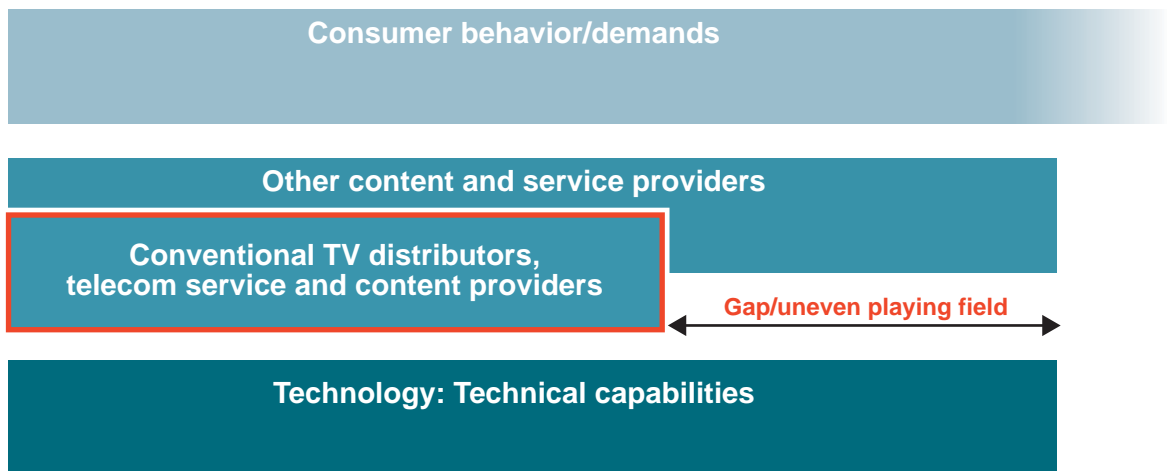 Consumer behavior/demands
Other content and service providers
Conventional TV distributors,
telecom service and content providers
Gap/uneven playing field
Technology: Technical capabilities